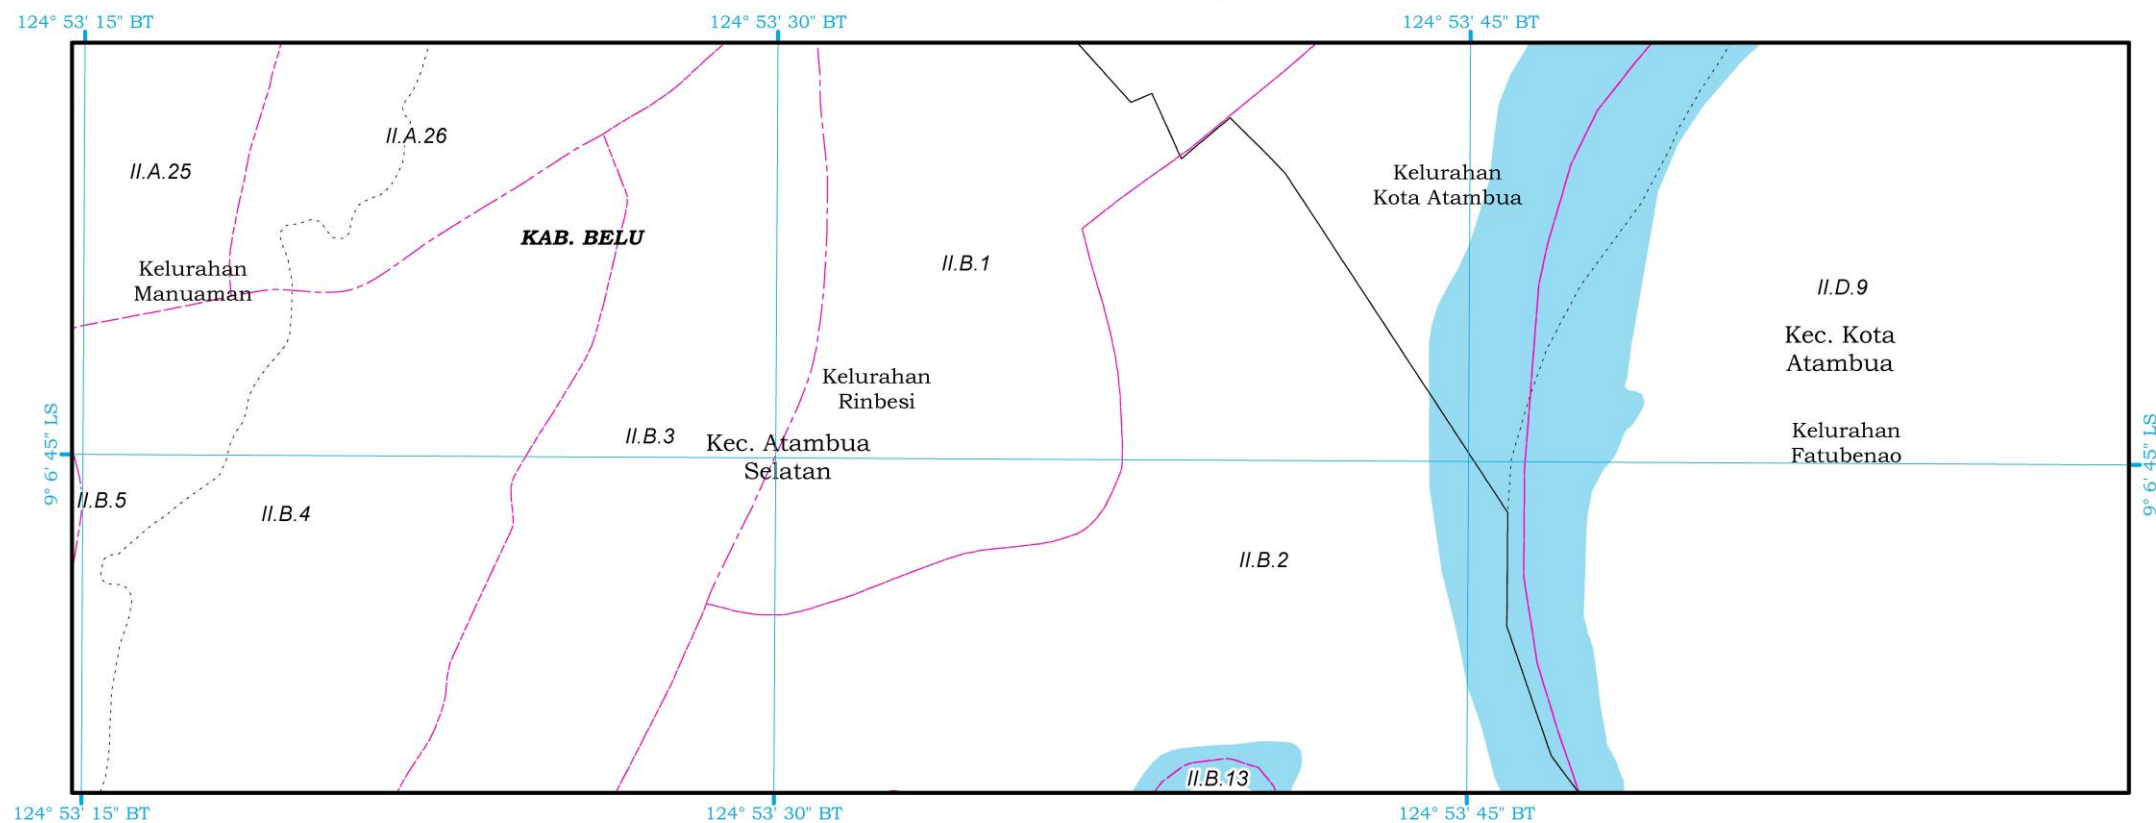 124° 53' 15" BT
124° 53' 30" BT
124° 53' 45" BT
II.A.26
II.A.25
Kelurahan
Kota Atambua
KAB. BELU
II.B.1
Kelurahan
Manuaman
II.D.9
Kec. Kota
Atambua
Kelurahan
Rinbesi
II.B.3
Kec. Atambua
Selatan
Kelurahan
Fatubenao
9° 6' 45" LS
9° 6' 45" LS
II.B.5
II.B.4
II.B.2
II.B.13
124° 53' 15" BT
124° 53' 30" BT
124° 53' 45" BT